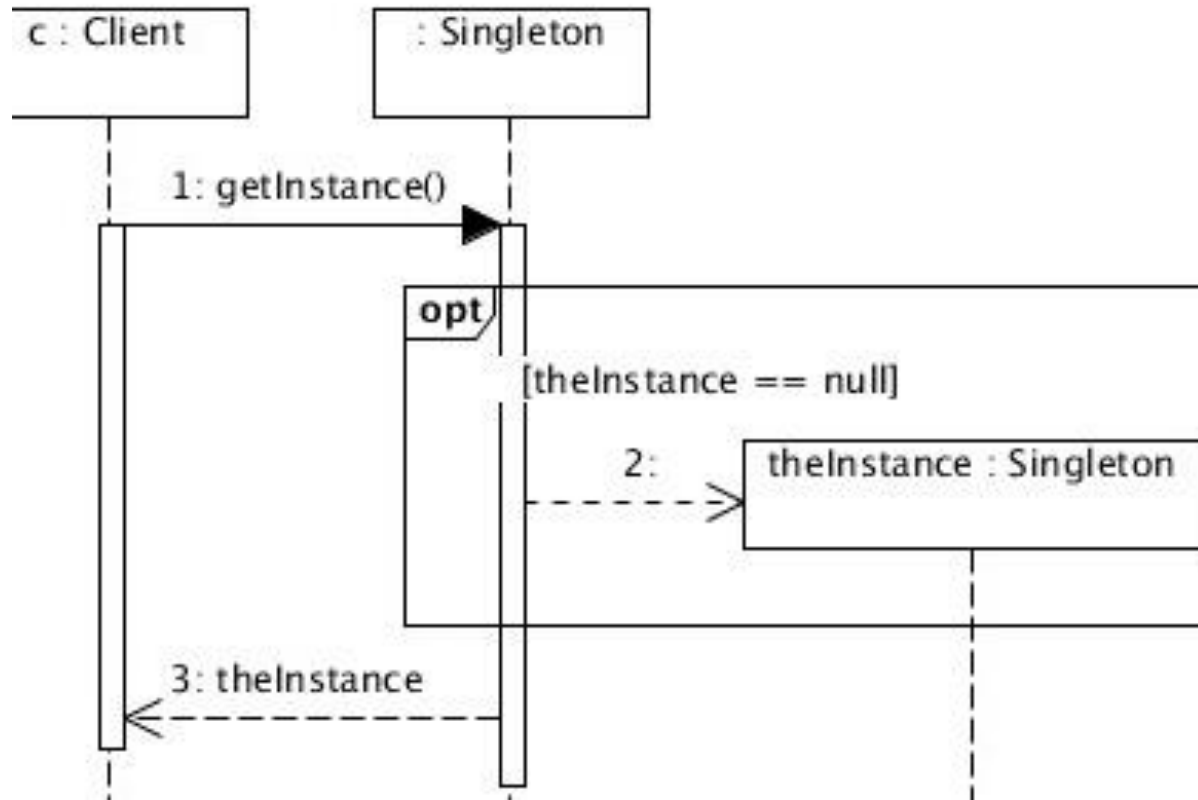 c : Client
: Singleton
1: getInstance()
opt
[theInstance == null]
2:
theInstance : Singleton
3: theInstance